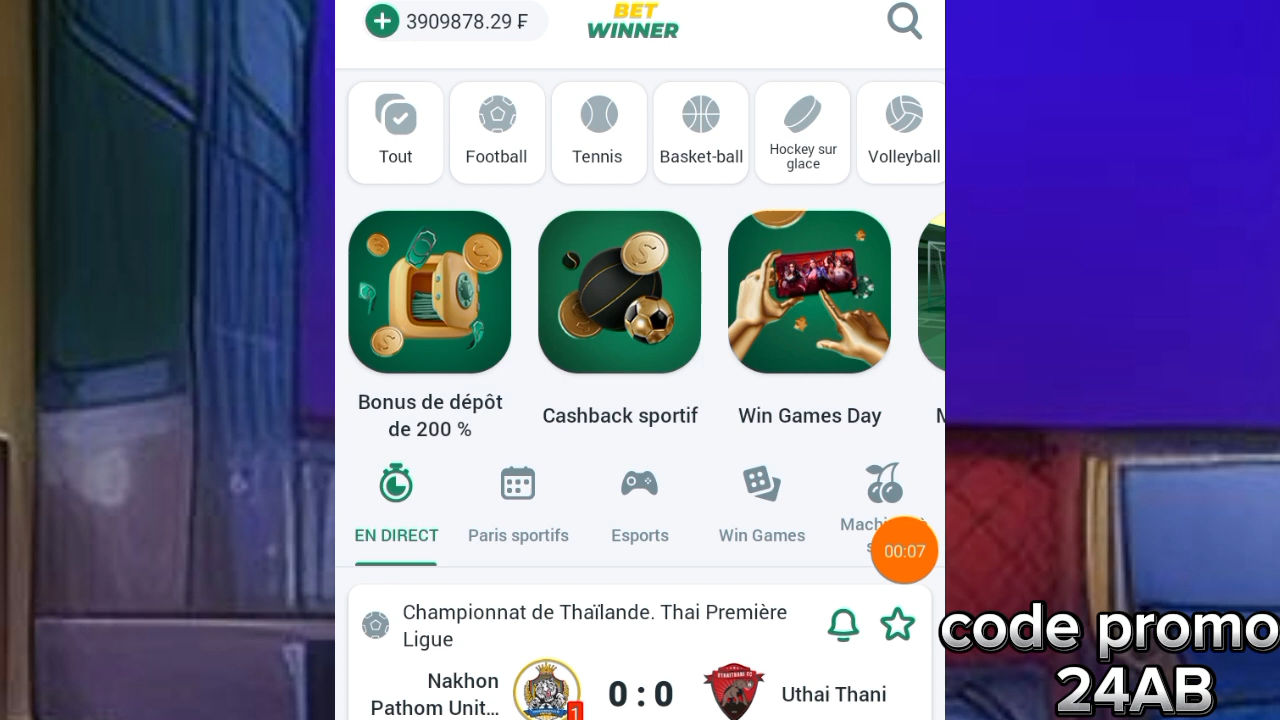 3909878.29 ₣
BET
WINNER
Tout
Football
Tennis
Basket-ball
Hockey sur
glace
Volleyball
Bonus de dépôt
de 200 %
Cashback sportif
Win Games Day
EN DIRECT
Paris sportifs
Esports
Win Games
00:07
Championnat de Thaïlande. Thai Première
Ligue
Nakhon
Pathom Unit...
1
0 : 0
Uthai Thani
code promo
24AB